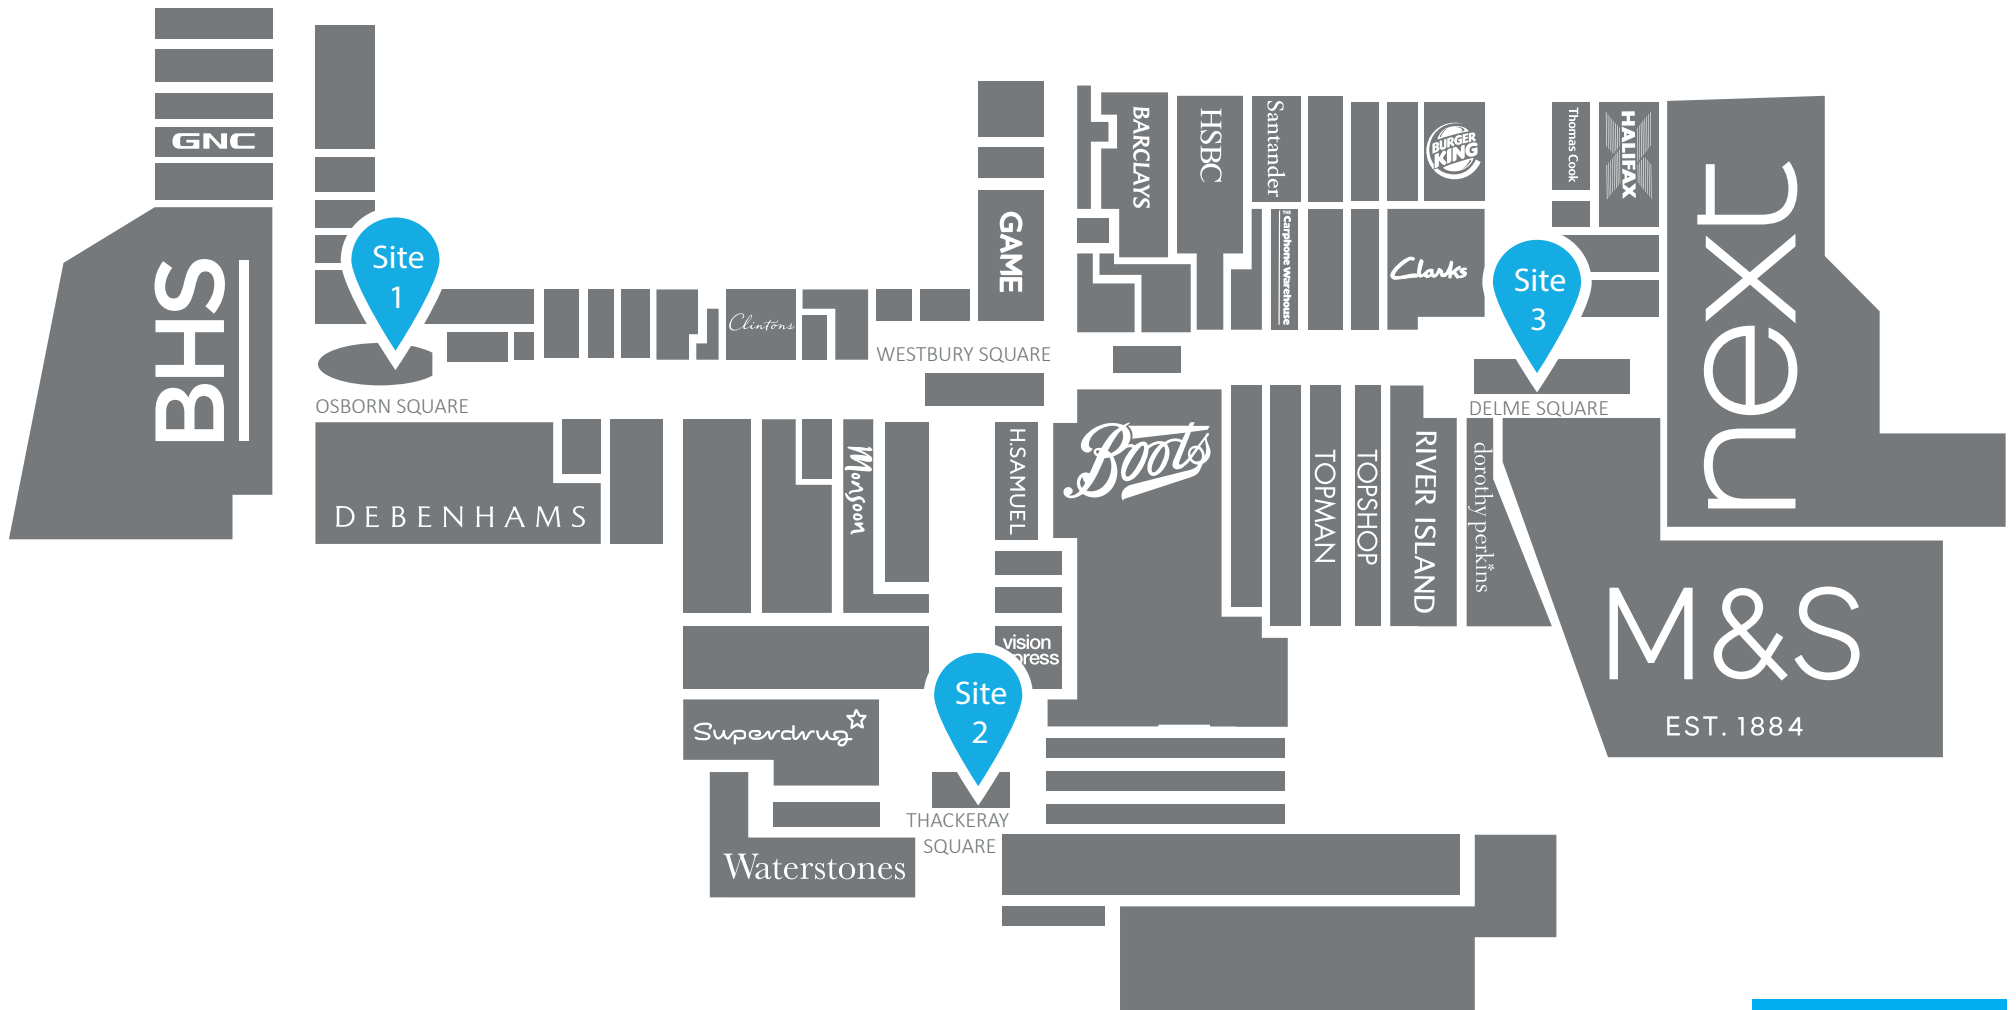 GNC
BARCLAYS
HSBC
Santander
BURGER
KING
Thomas Cook
HALIFAX
next
BHS
Site
1
GAME
The Carphone Warehouse
Clarks
Site
3
Clintons
WESTBURY SQUARE
OSBORN SQUARE
DELME SQUARE
DEBENHAMS
Monsoon
H.SAMUEL
Boots
TOPMAN
TOPSHOP
RIVER ISLAND
dorothy perkins
M&S
EST. 1884
vision
press
Site
2
Superdrug
THACKERAY
SQUARE
Waterstones